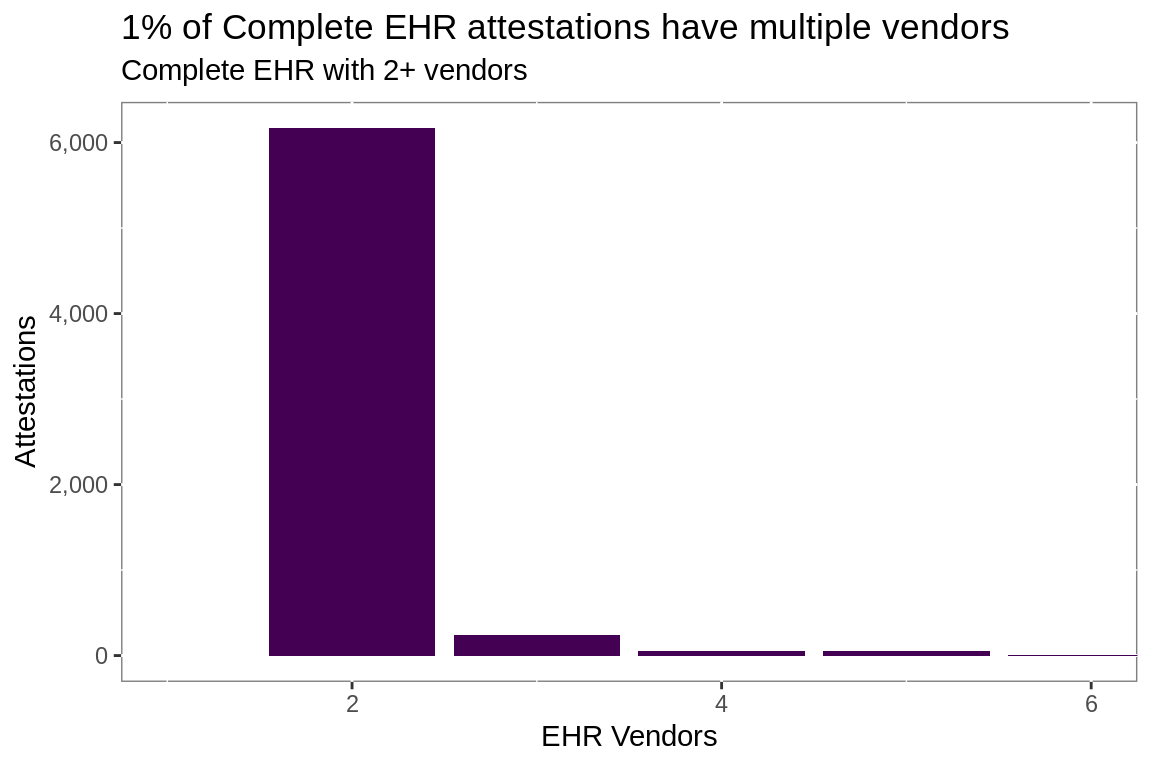 1% of Complete EHR attestations have multiple vendors
Complete EHR with 2+ vendors
6,000
4,000
2,000
0
Attestations
2
4
6
EHR Vendors